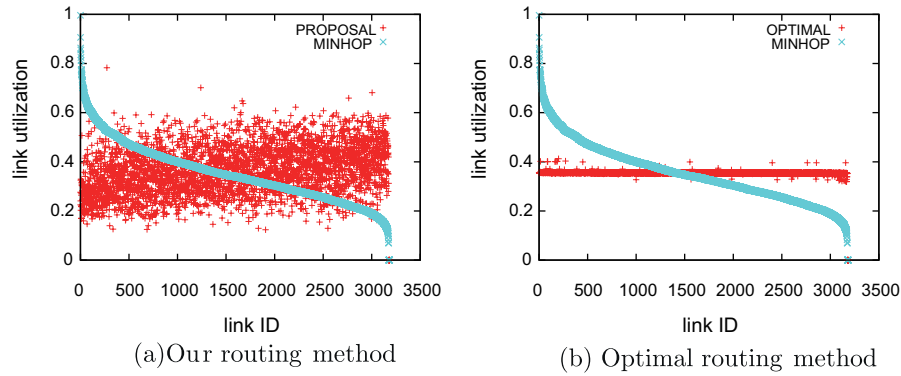 PROPOSAL
MINHOP
link utilization
1
0.8
0.6
0.4
0.2
0
0 500 1000 1500 2000 2500 3000 3500
link ID
(a)Our routing method
OPTIMAL
MINHOP
link utilization
1
0.8
0.6
0.4
0.2
0
0 500 1000 1500 2000 2500 3000 3500
link ID
(b) Optimal routing method